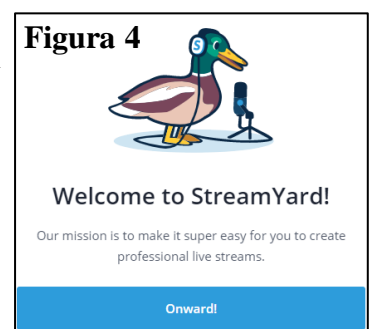 Figura 4
S
Welcome to StreamYard!
Our mission is to make it super easy for you to create
professional live streams.
Onward!